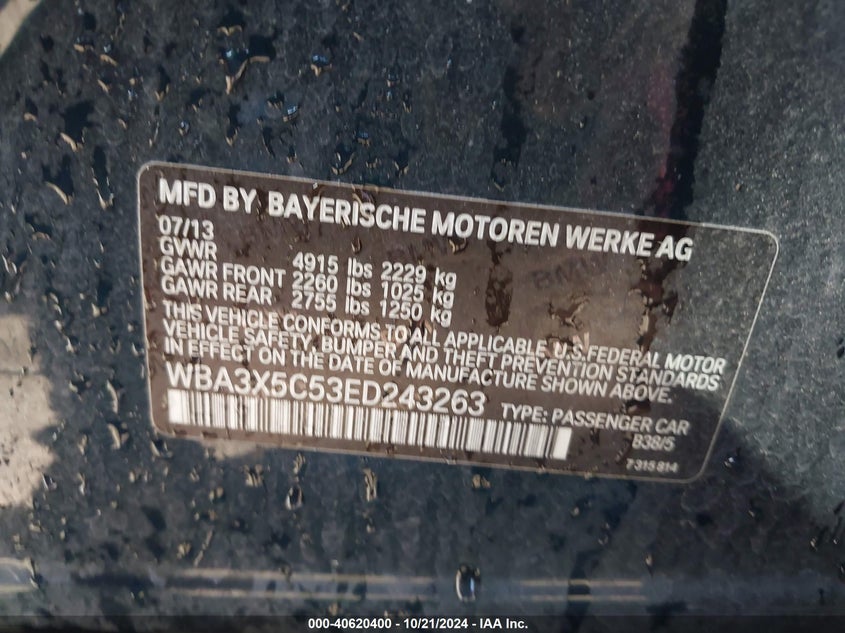 MFD BY BAYERISCHE MOTOREN WERKE AG
07/13
GVWR 4915 lbs 2229 kg
GAWR FRONT 2260 lbs 1025 kg
GAWR REAR 2755 lbs 1250 kg
THIS VEHICLE CONFORMS TO ALL APPLICABLE U.S.FEDERAL MOTOR
VEHICLE SAFETY, BUMPER AND THEFT PREVENTION STANDARDS
IN EFFECT ON THE DATE OF MANUFACTURE SHOWN ABOVE.
WBA3X5C53ED243263 TYPE: PASSENGER CAR
B38/5
7 315 814
000-40620400 - 10/21/2024 - IAA Inc.